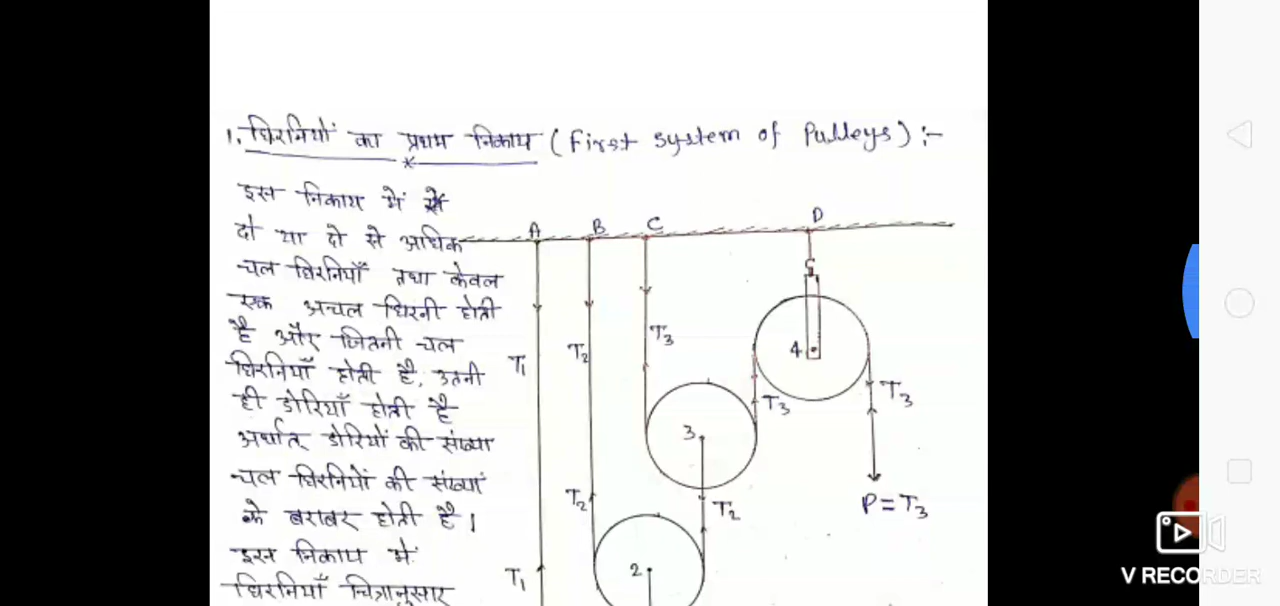 1. घिरनियों का प्रथम निकाय (First system of Pulleys) :-
इस निकाय में
दो या दो से अधिक
चल घिरनियाँ तथा केवल
एक अचल घिरनी होती
है और जितनी चल
घिरनियाँ होती है, उतनी
ही डोरियाँ होती है
अर्थात् डोरियों की संख्या
चल घिरनियों की संख्यां
के बराबर होती है।
इस निकाय में
घिरनियाँ चित्रानुसार
A B C D
T₁ T₂ T₃
4
T₃ T₃
3
T₂ T₂
P = T₃
2
T₁
V RECORDER